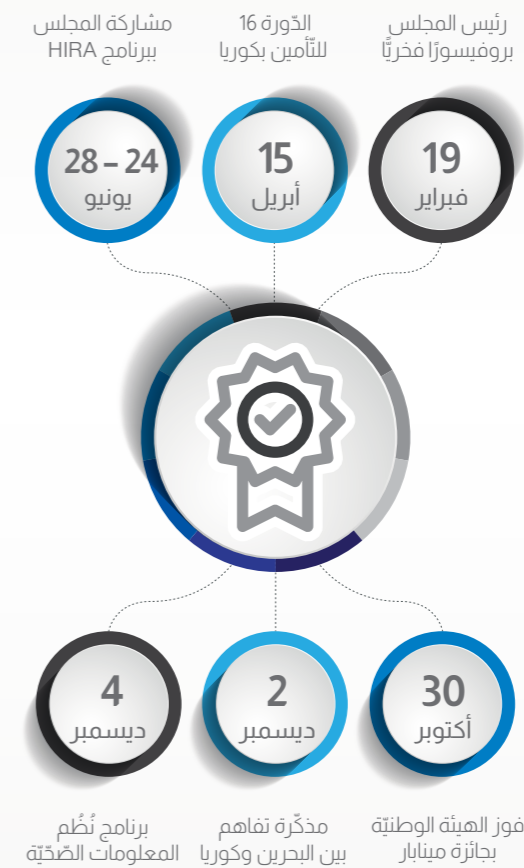 رئيس المجلس
بروفيسورًا فخريًّا
19
فبراير
الدّورة 16
للتّأمين بكوريا
15
أبريل
مشاركة المجلس
ببرنامج HIRA
24 – 28
يونيو
30
أكتوبر
فوز الهيئة الوطنيّة
بجائزة مينابار
2
ديسمبر
مذكّرة تفاهم
بين البحرين وكوريا
4
ديسمبر
برنامج نُظُم
المعلومات الصّحّيّة